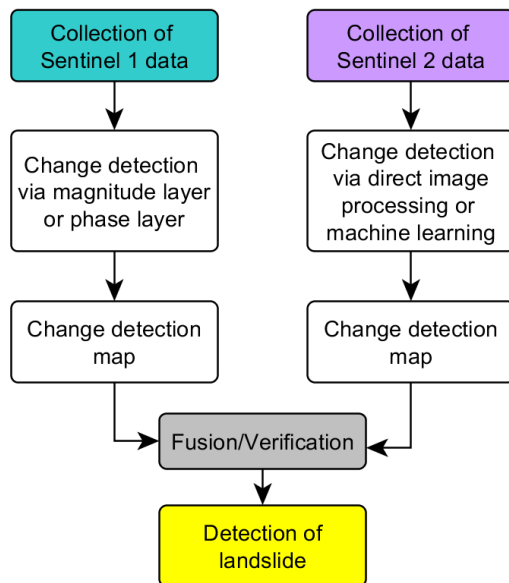 Collection of
Sentinel 1 data
Collection of
Sentinel 2 data
Change detection
via magnitude layer
or phase layer
Change detection
via direct image
processing or
machine learning
Change detection
map
Change detection
map
Fusion/Verification
Detection of
landslide